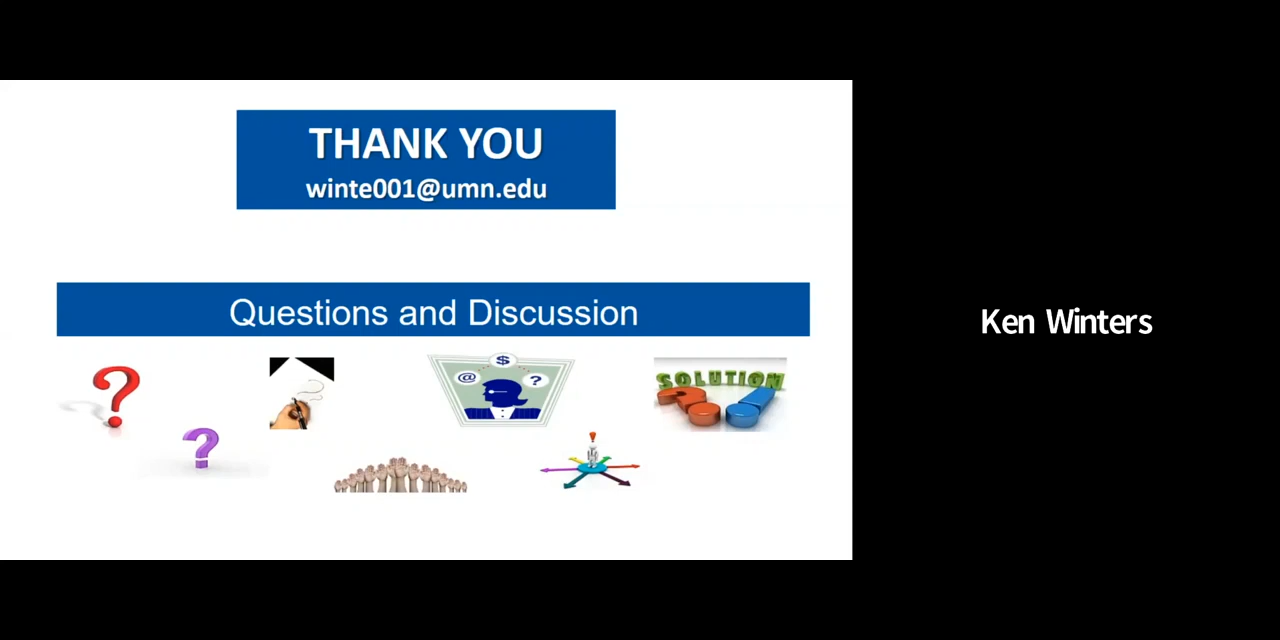 THANK YOU
winte001@umn.edu
Questions and Discussion
Ken Winters
?
?
?
@
$
?
SOLUTION
?!